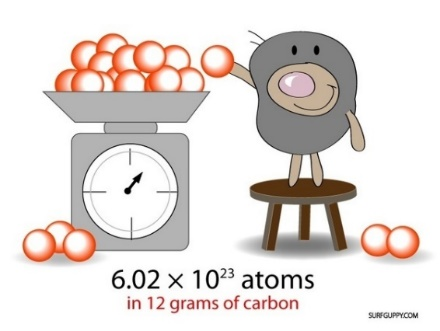 6.02 × 10²³ atoms
in 12 grams of carbon
SURFGUPPY.COM